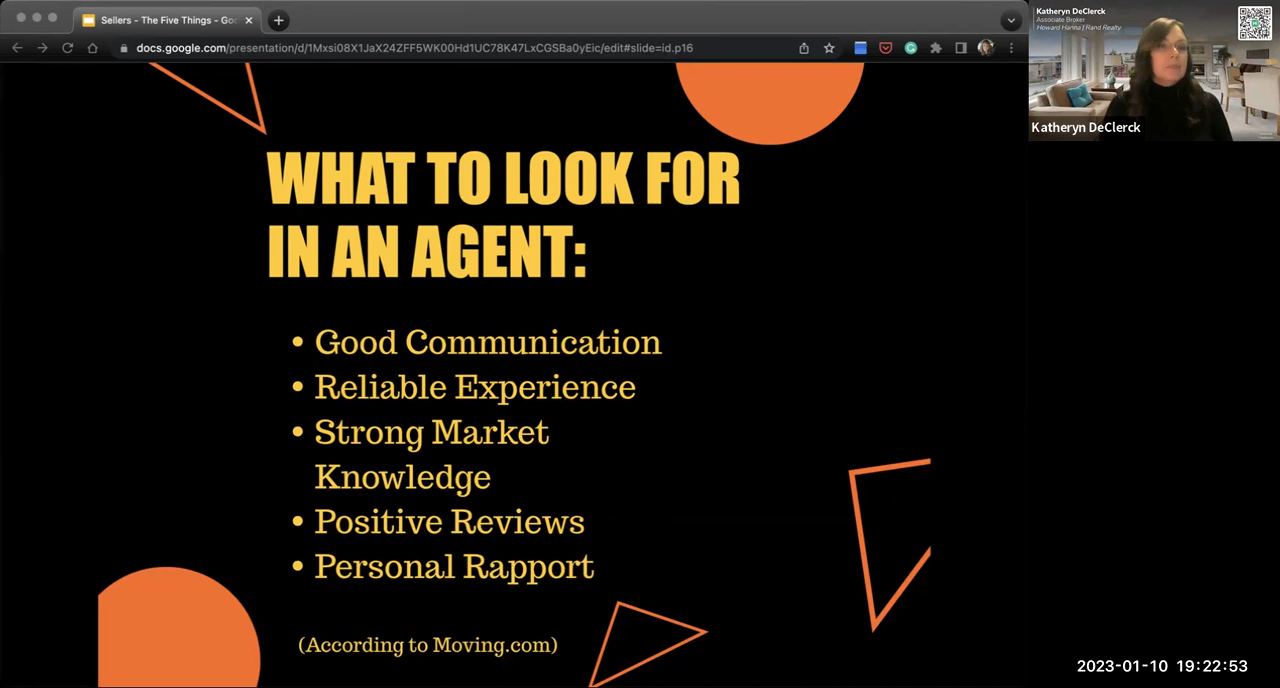 Sellers - The Five Things - Goo
docs.google.com/presentation/d/1Mxsi08X1JaX24ZFF5WK00Hd1UC78K47LxCGSBa0yEic/edit#slide=id.p16
Katheryn DeClerck
Associate Broker
Howard Hanna | Rand Realty
Katheryn DeClerck
WHAT TO LOOK FOR
IN AN AGENT:
• Good Communication
• Reliable Experience
• Strong Market
Knowledge
• Positive Reviews
• Personal Rapport
(According to Moving.com)
2023-01-10 19:22:53